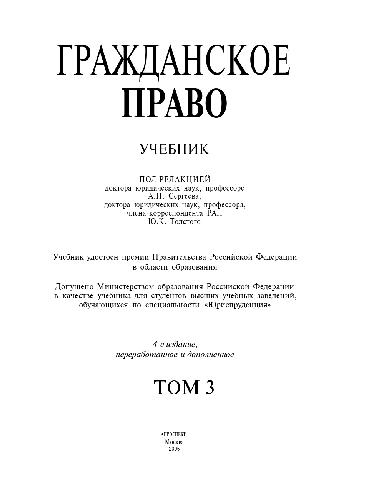 ГРАЖДАНСКОЕ
ПРАВО
УЧЕБНИК
ПОД РЕДАКЦИЕЙ
доктора юридических наук, профессора
А.П. Сергеева,
доктора юридических наук, профессора,
члена-корреспондента РАН
Ю.К. Толстого
Учебник удостоен премии Правительства Российской Федерации
в области образования
Допущено Министерством образования Российской Федерации
в качестве учебника для студентов высших учебных заведений,
обучающихся по специальности «Юриспруденция»
4-е издание,
переработанное и дополненное
ТОМ 3
Москва